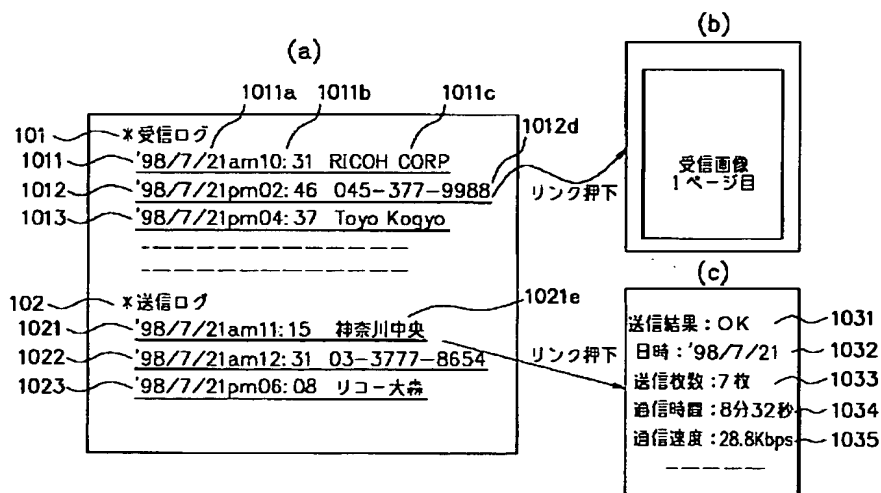 (a)
1011a 1011b 1011c
101 *受信ログ
1012d
1011 '98/7/21am10:31 RICOH CORP
1012 '98/7/21pm02:46 045-377-9988
1013 '98/7/21pm04:37 Toyo Kogyo
リンク押下
102 *送信ログ
1021e
1021 '98/7/21am11:15 神奈川中央
1022 '98/7/21am12:31 03-3777-8654
1023 '98/7/21pm06:08 リコー大森
リンク押下
(b)
受信画像
1ページ目
(c)
送信結果:OK 1031
日時:'98/7/21 1032
送信枚数:7枚 1033
通信時間:8分32秒 1034
通信速度:28.8Kbps 1035